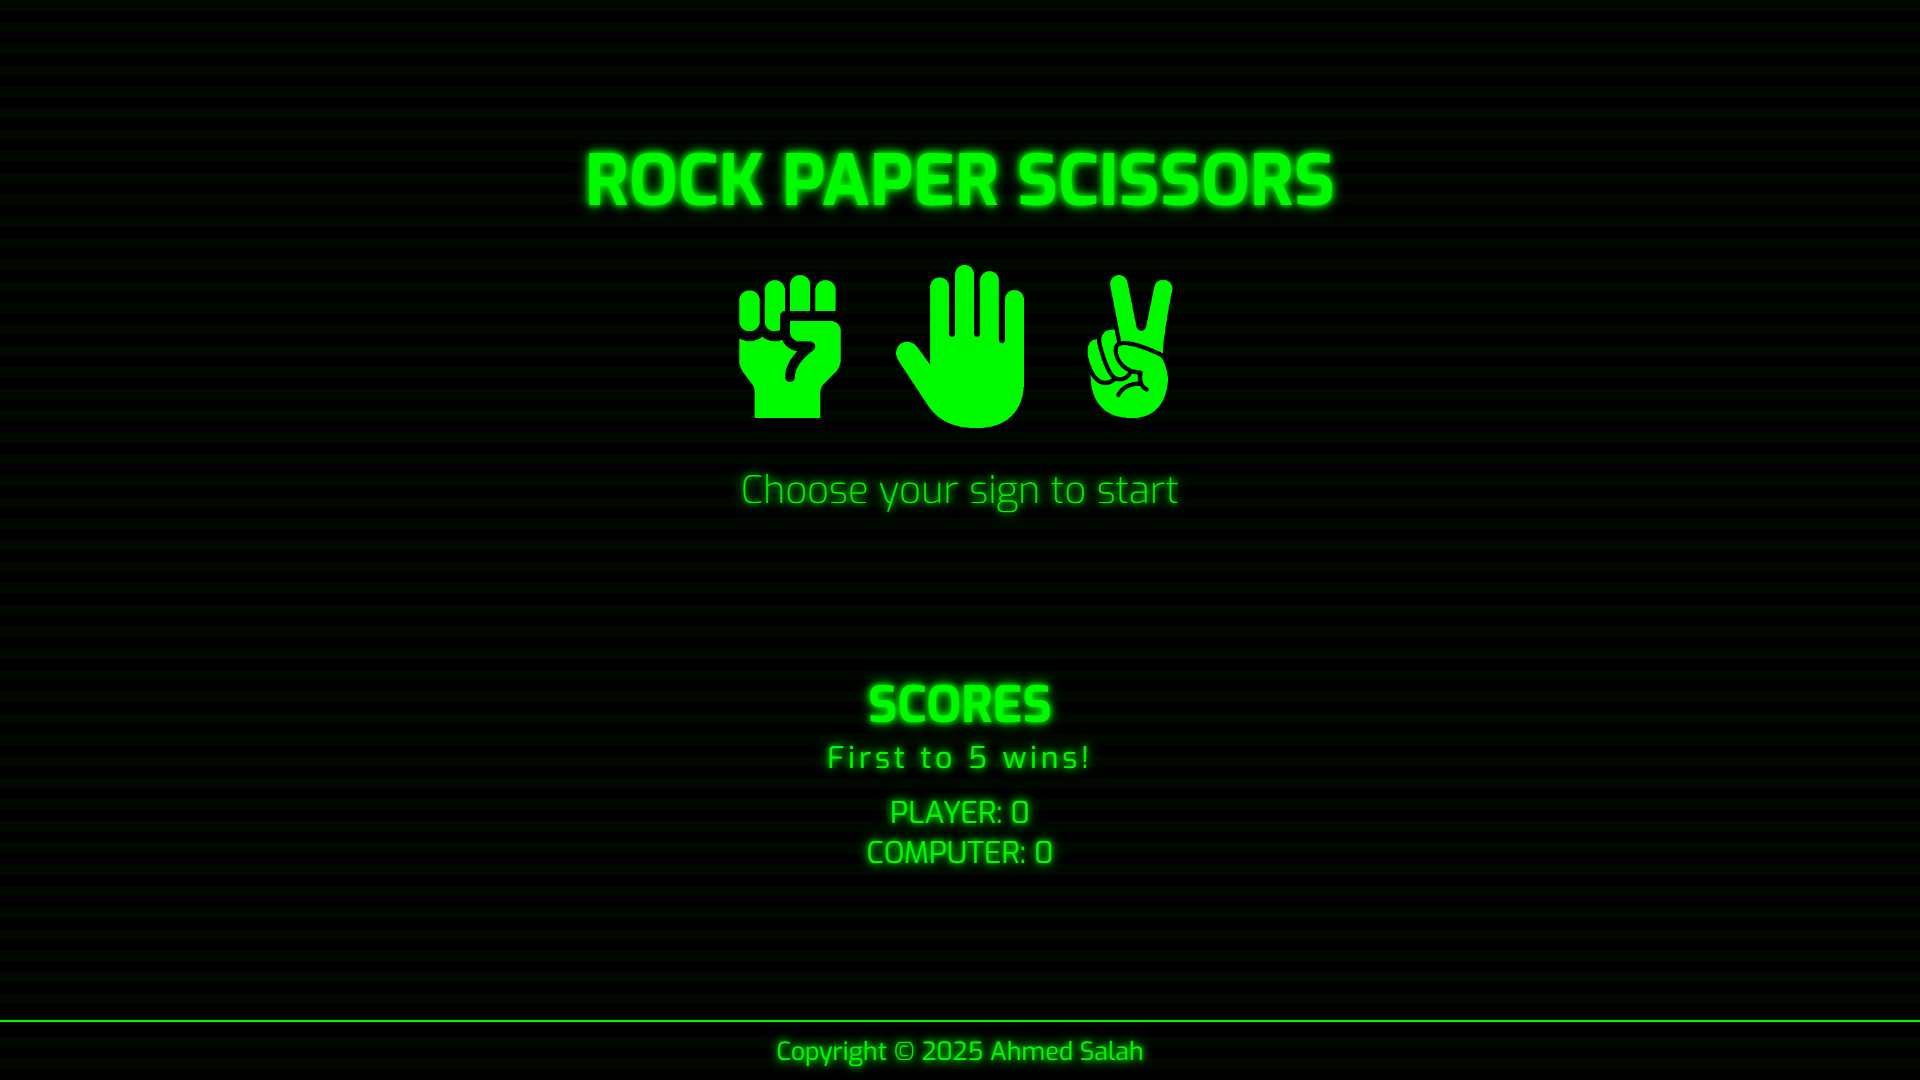 ROCK PAPER SCISSORS
Choose your sign to start
SCORES
First to 5 wins!
PLAYER: 0
COMPUTER: 0
Copyright © 2025 Ahmed Salah